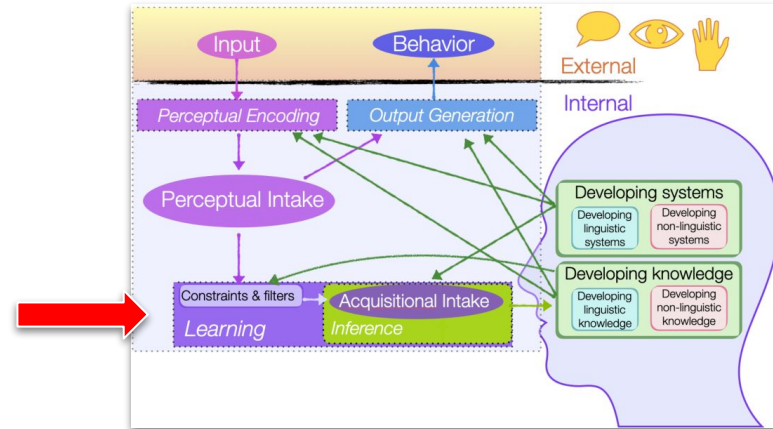 Input
Behavior
External
Internal
Perceptual Encoding
Output Generation
Perceptual Intake
Developing systems
Developing
linguistic
systems
Developing
non-linguistic
systems
Developing knowledge
Developing
linguistic
knowledge
Developing
non-linguistic
knowledge
Constraints & filters
Acquisitional Intake
Learning
Inference